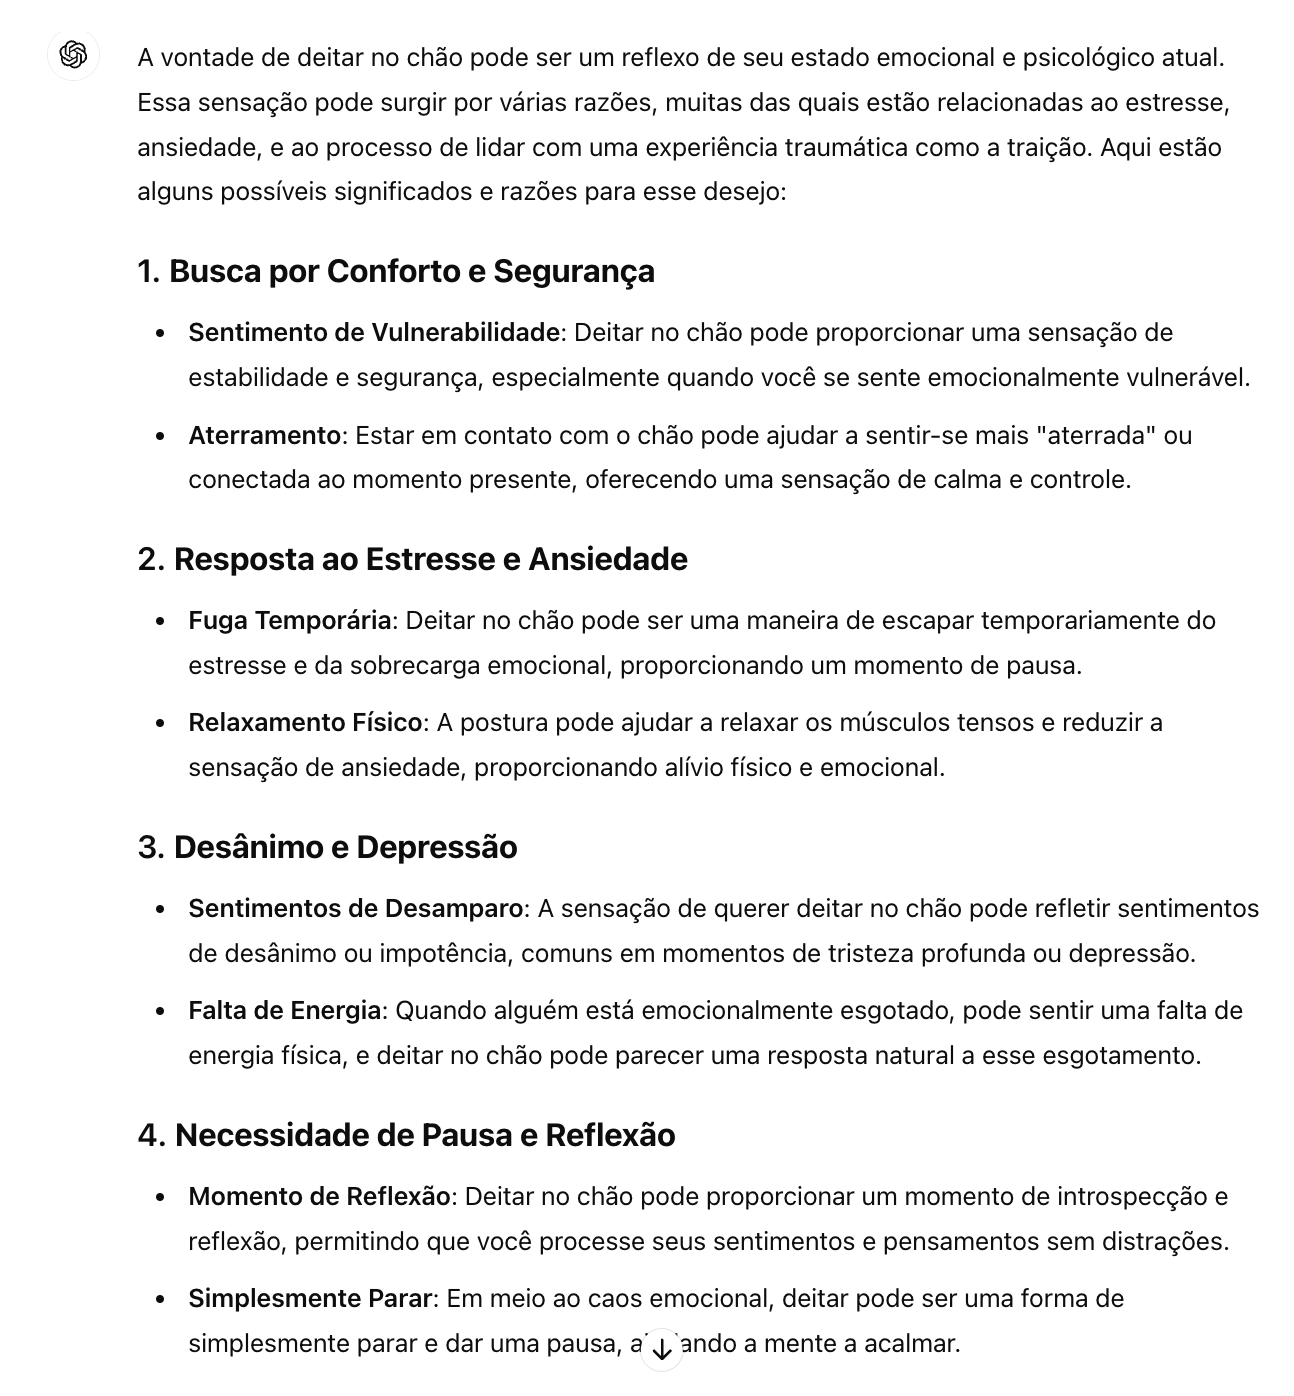 A vontade de deitar no chão pode ser um reflexo de seu estado emocional e psicológico atual.
Essa sensação pode surgir por várias razões, muitas das quais estão relacionadas ao estresse,
ansiedade, e ao processo de lidar com uma experiência traumática como a traição. Aqui estão
alguns possíveis significados e razões para esse desejo:
1. Busca por Conforto e Segurança
• Sentimento de Vulnerabilidade: Deitar no chão pode proporcionar uma sensação de
estabilidade e segurança, especialmente quando você se sente emocionalmente vulnerável.
• Aterramento: Estar em contato com o chão pode ajudar a sentir-se mais "aterrada" ou
conectada ao momento presente, oferecendo uma sensação de calma e controle.
2. Resposta ao Estresse e Ansiedade
• Fuga Temporária: Deitar no chão pode ser uma maneira de escapar temporariamente do
estresse e da sobrecarga emocional, proporcionando um momento de pausa.
• Relaxamento Físico: A postura pode ajudar a relaxar os músculos tensos e reduzir a
sensação de ansiedade, proporcionando alívio físico e emocional.
3. Desânimo e Depressão
• Sentimentos de Desamparo: A sensação de querer deitar no chão pode refletir sentimentos
de desânimo ou impotência, comuns em momentos de tristeza profunda ou depressão.
• Falta de Energia: Quando alguém está emocionalmente esgotado, pode sentir uma falta de
energia física, e deitar no chão pode parecer uma resposta natural a esse esgotamento.
4. Necessidade de Pausa e Reflexão
• Momento de Reflexão: Deitar no chão pode proporcionar um momento de introspecção e
reflexão, permitindo que você processe seus sentimentos e pensamentos sem distrações.
• Simplesmente Parar: Em meio ao caos emocional, deitar pode ser uma forma de
simplesmente parar e dar uma pausa, a mente a acalmar.